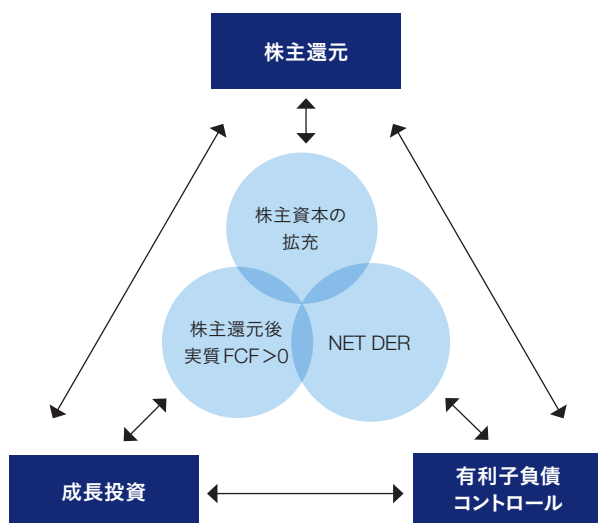 株主還元
株主資本の
拡充
株主還元後
実質FCF>0
NET DER
成長投資
有利子負債
コントロール